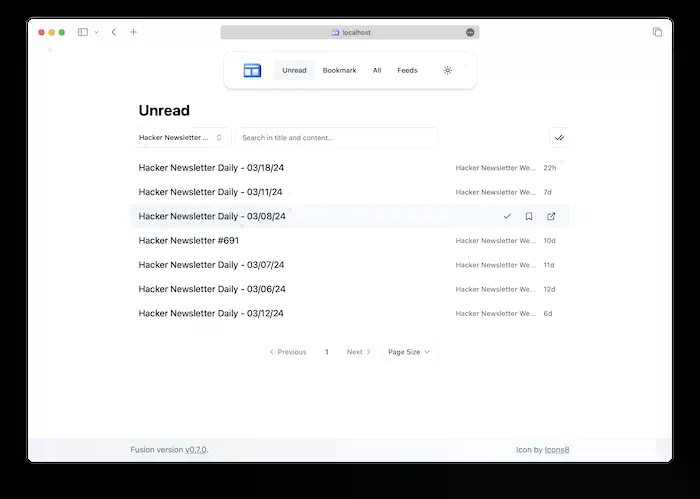 localhost
Unread Bookmark All Feeds
Unread
Hacker Newsletter ... Search in title and content...
Hacker Newsletter Daily - 03/18/24 Hacker Newsletter We... 22h
Hacker Newsletter Daily - 03/11/24 Hacker Newsletter We... 7d
Hacker Newsletter Daily - 03/08/24
Hacker Newsletter #691 Hacker Newsletter We... 10d
Hacker Newsletter Daily - 03/07/24 Hacker Newsletter We... 11d
Hacker Newsletter Daily - 03/06/24 Hacker Newsletter We... 12d
Hacker Newsletter Daily - 03/12/24 Hacker Newsletter We... 6d
Previous 1 Next Page Size
Fusion version v0.7.0. Icon by Icons8